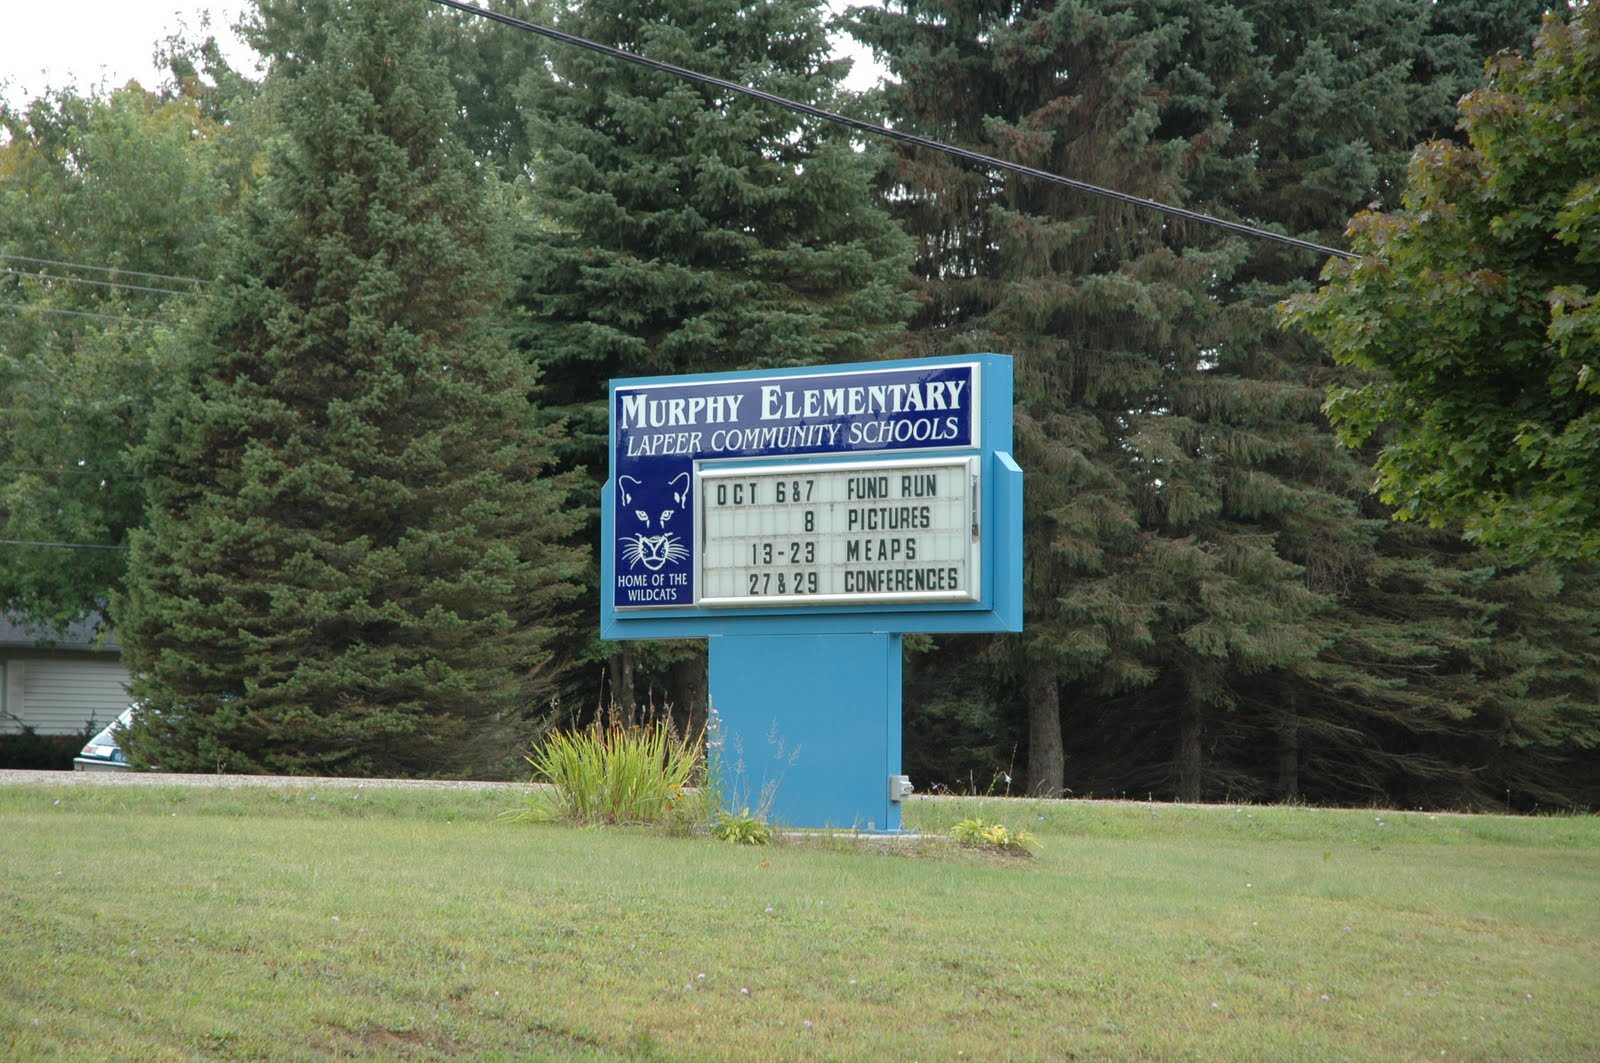 MURPHY ELEMENTARY
LAPEER COMMUNITY SCHOOLS
OCT 6&7 FUND RUN
8 PICTURES
13-23 MEAPS
27&29 CONFERENCES
HOME OF THE
WILDCATS